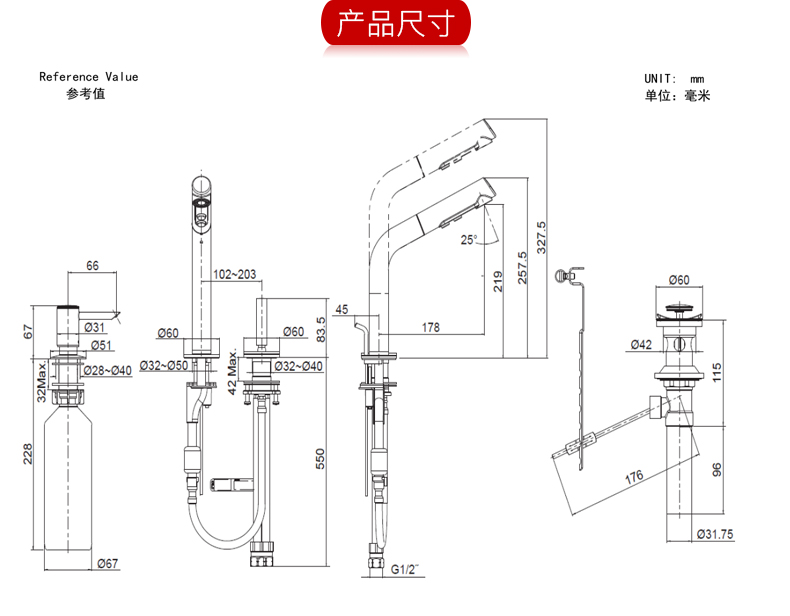 产品尺寸
Reference Value
参考值
UNIT: mm
单位：毫米
66
67
Ø31
Ø51
32Max.
Ø28~Ø40
228
Ø67
102~203
Ø60
Ø60
83.5
Ø32~Ø50
42 Max.
Ø32~Ø40
550
45
178
25°
219
257.5
327.5
G1/2"
Ø60
Ø42
115
176
96
Ø31.75